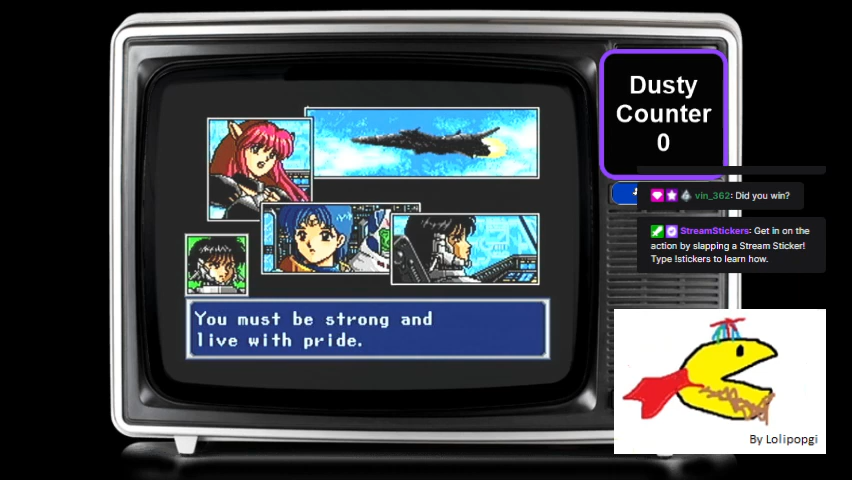 Dusty
Counter
0
vin_362: Did you win?
StreamStickers: Get in on the
action by slapping a Stream Sticker!
Type !stickers to learn how.
You must be strong and
live with pride.
By Lolipopgi